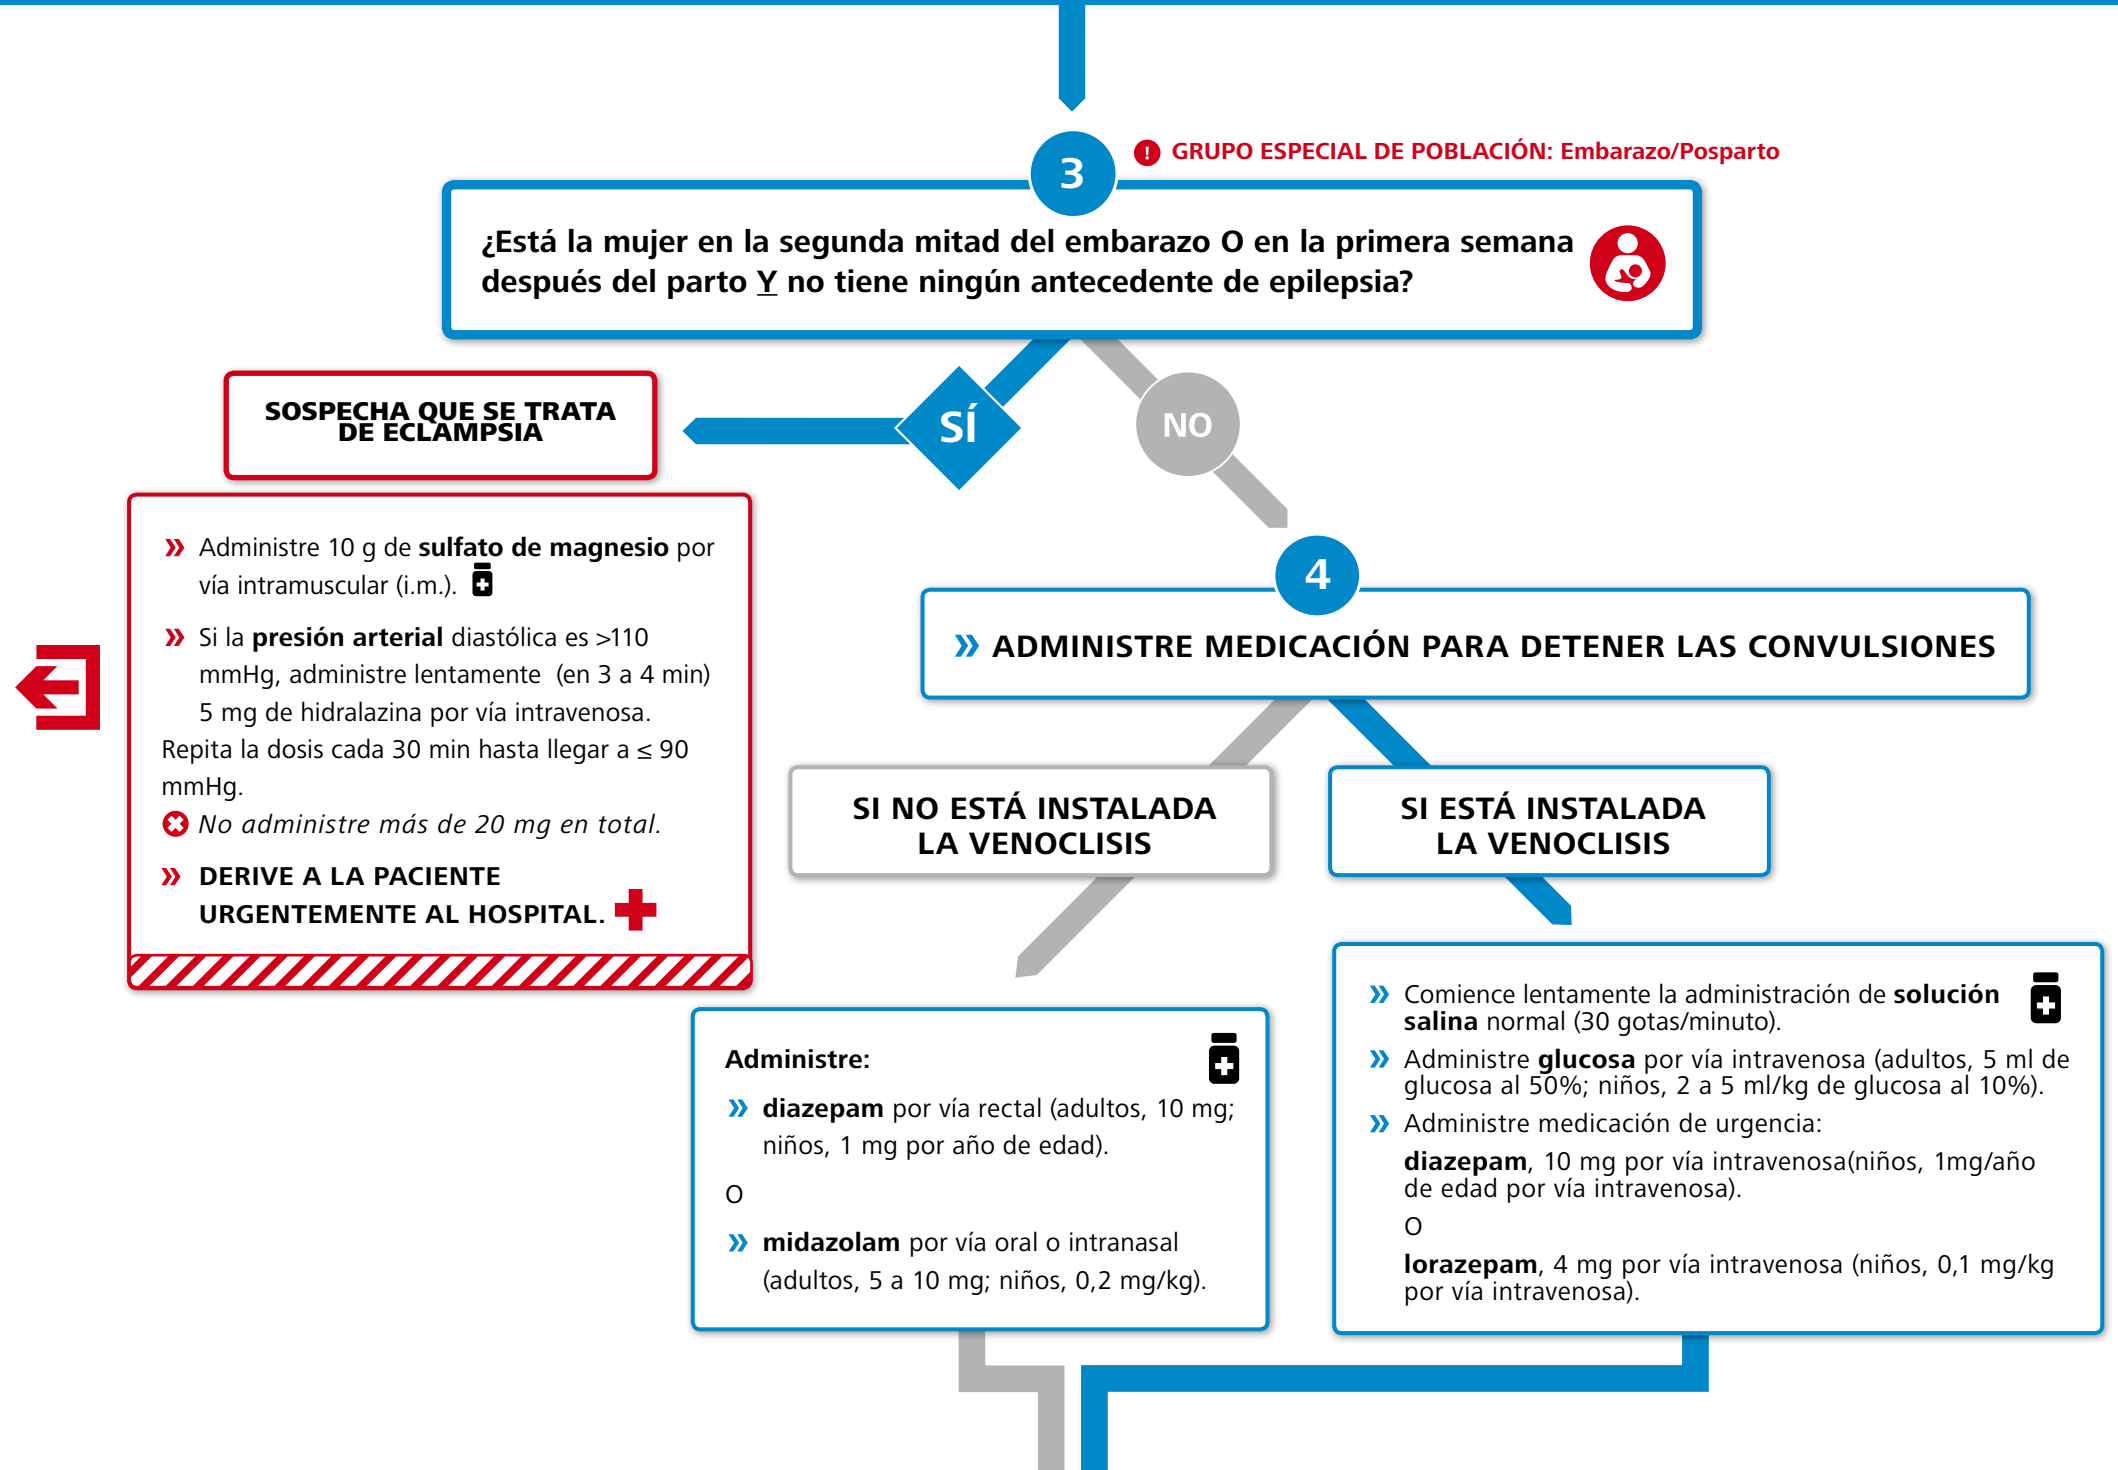 3
GRUPO ESPECIAL DE POBLACIÓN: Embarazo/Posparto
¿Está la mujer en la segunda mitad del embarazo O en la primera semana
después del parto Y no tiene ningún antecedente de epilepsia?
SÍ
NO
SOSPECHA QUE SE TRATA
DE ECLAMPSIA
» Administre 10 g de sulfato de magnesio por
vía intramuscular (i.m.).
» Si la presión arterial diastólica es >110
mmHg, administre lentamente (en 3 a 4 min)
5 mg de hidralazina por vía intravenosa.
Repita la dosis cada 30 min hasta llegar a ≤ 90
mmHg.
No administre más de 20 mg en total.
» DERIVE A LA PACIENTE
URGENTEMENTE AL HOSPITAL.
4
» ADMINISTRE MEDICACIÓN PARA DETENER LAS CONVULSIONES
SI NO ESTÁ INSTALADA
LA VENOCLISIS
Administre:
» diazepam por vía rectal (adultos, 10 mg;
niños, 1 mg por año de edad).
O
» midazolam por vía oral o intranasal
(adultos, 5 a 10 mg; niños, 0,2 mg/kg).
SI ESTÁ INSTALADA
LA VENOCLISIS
» Comience lentamente la administración de solución
salina normal (30 gotas/minuto).
» Administre glucosa por vía intravenosa (adultos, 5 ml de
glucosa al 50%; niños, 2 a 5 ml/kg de glucosa al 10%).
» Administre medicación de urgencia:
diazepam, 10 mg por vía intravenosa(niños, 1mg/año
de edad por vía intravenosa).
O
lorazepam, 4 mg por vía intravenosa (niños, 0,1 mg/kg
por vía intravenosa).